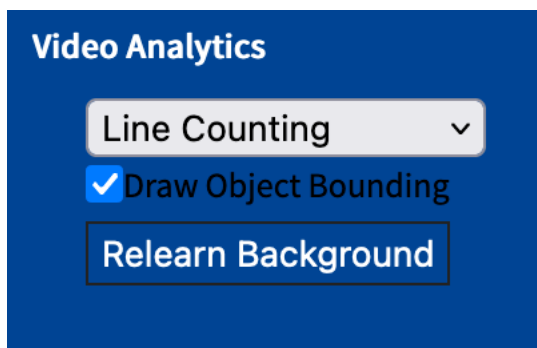 Video Analytics
Line Counting
Draw Object Bounding
Relearn Background